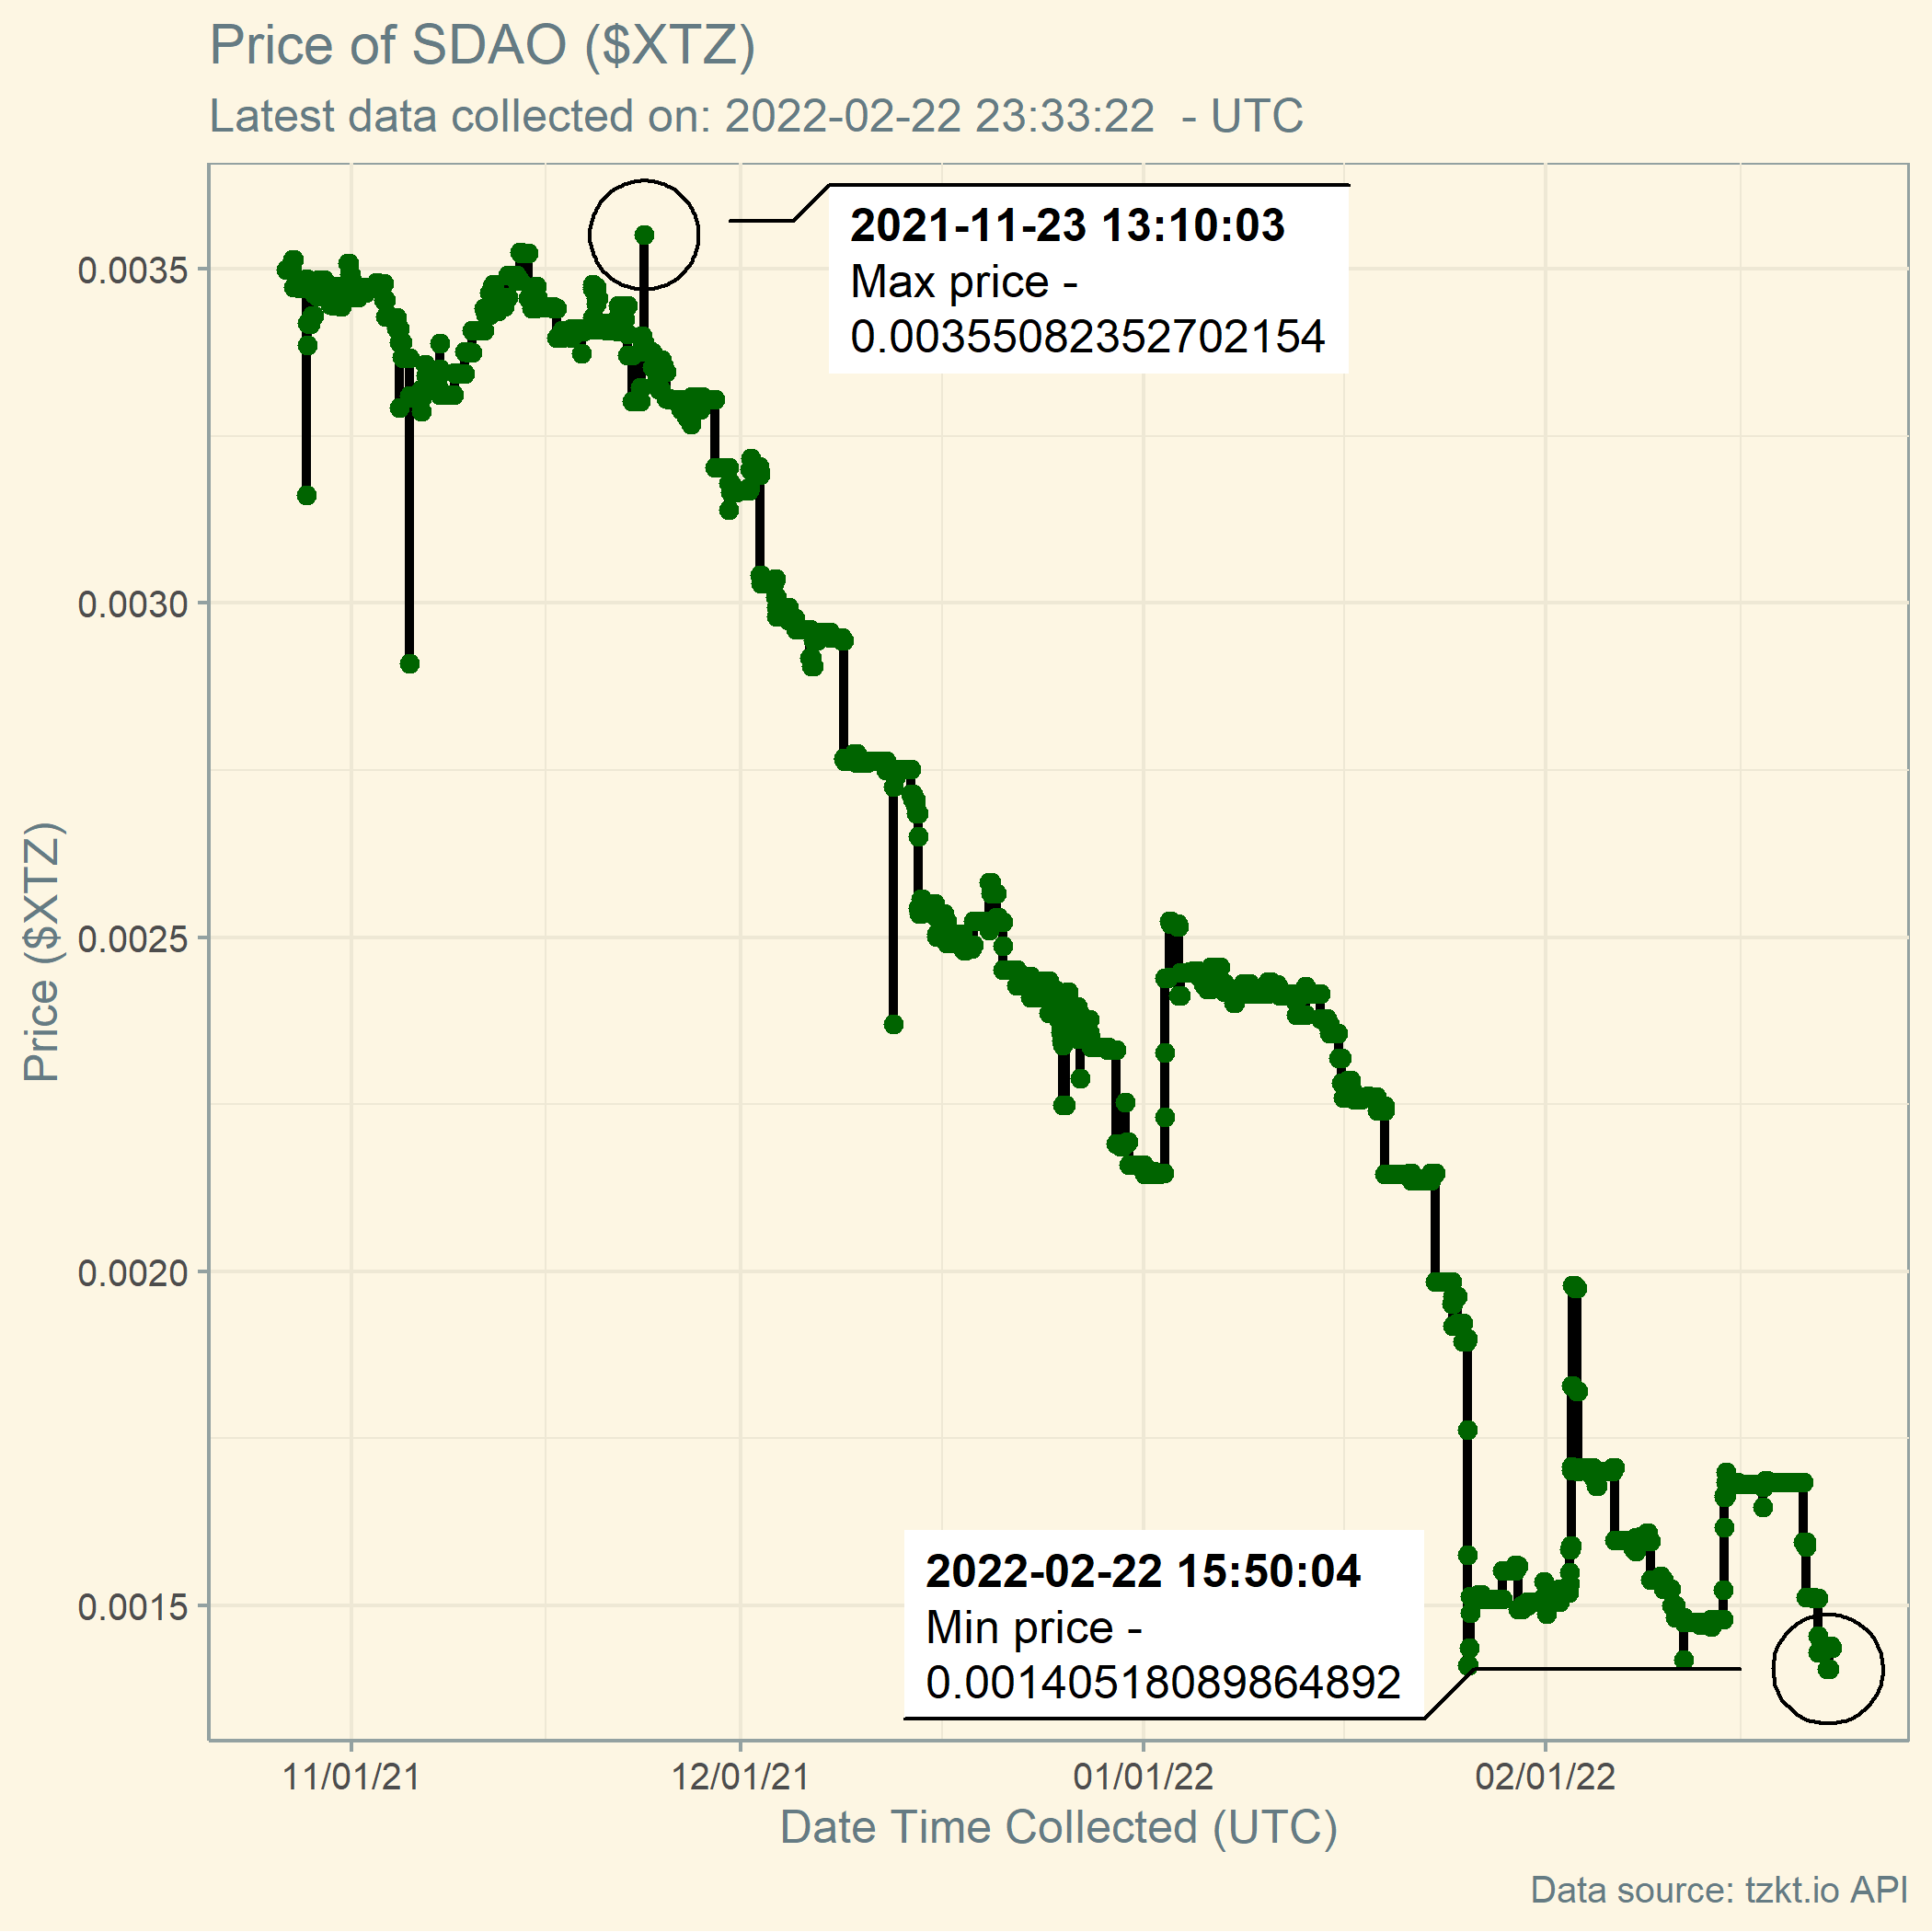 Price of SDAO ($XTZ)
Latest data collected on: 2022-02-22 23:33:22  - UTC
2021-11-23 13:10:03
Max price -
0.00355082352702154
0.0035
0.0030
0.0025
0.0020
0.0015
Price ($XTZ)
2022-02-22 15:50:04
Min price -
0.00140518089864892
11/01/21
12/01/21
01/01/22
02/01/22
Date Time Collected (UTC)
Data source: tzkt.io API